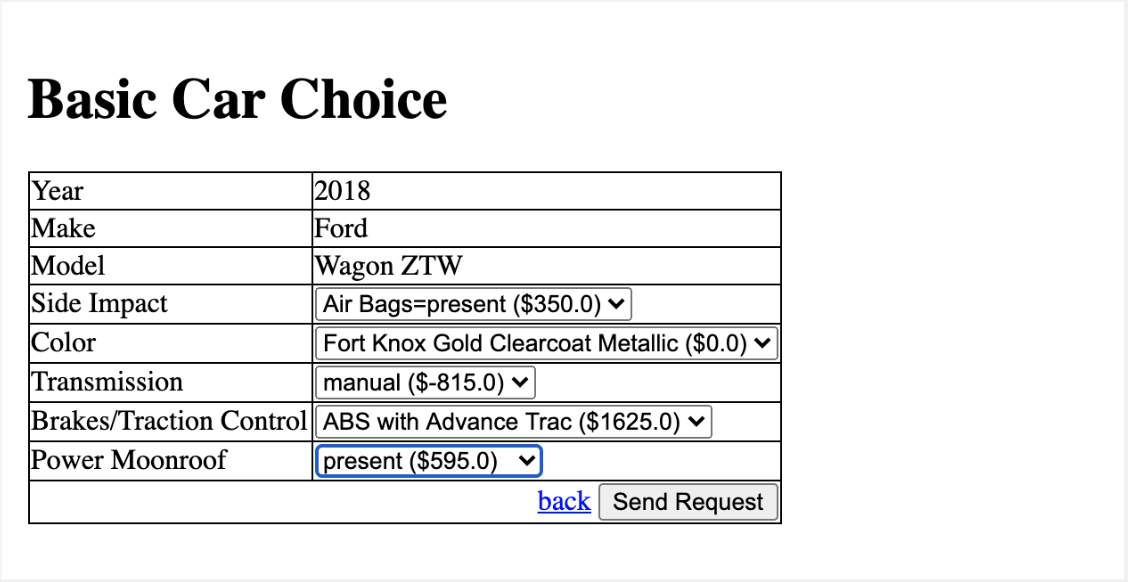 Basic Car Choice
Year 2018
Make Ford
Model Wagon ZTW
Side Impact Air Bags=present ($350.0)
Color Fort Knox Gold Clearcoat Metallic ($0.0)
Transmission manual ($-815.0)
Brakes/Traction Control ABS with Advance Trac ($1625.0)
Power Moonroof present ($595.0)
back Send Request